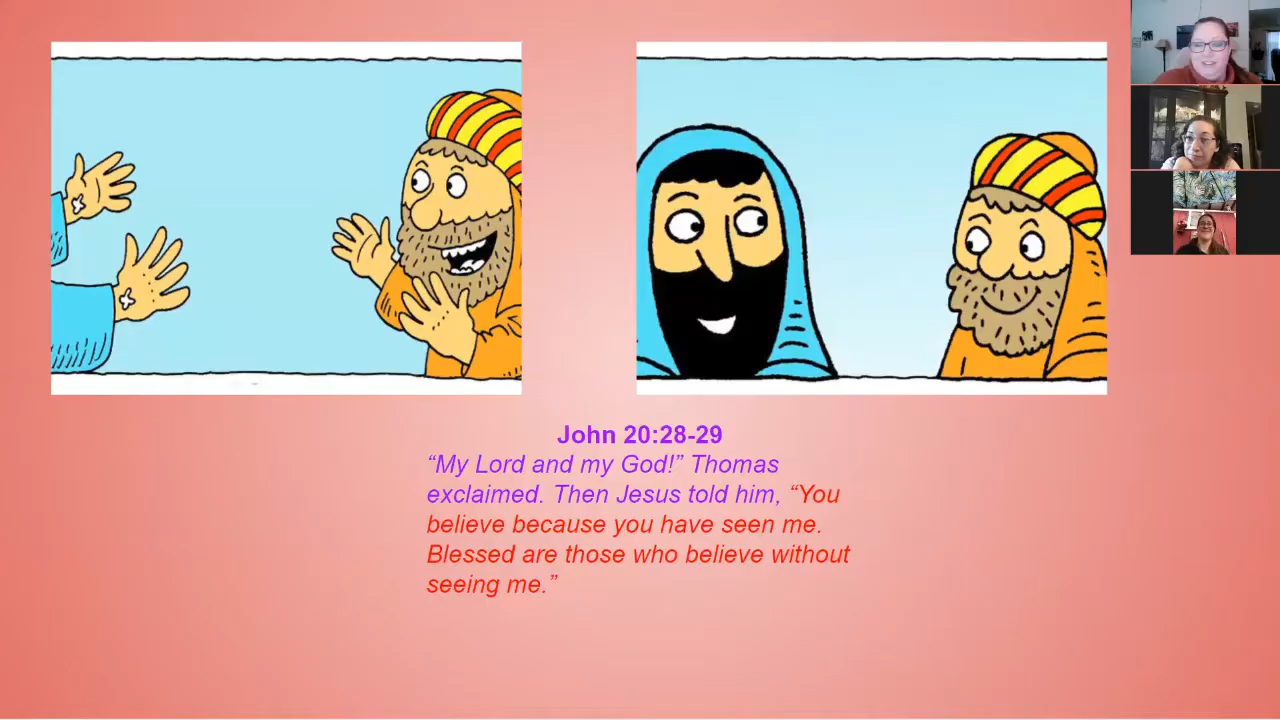 John 20:28-29
“My Lord and my God!” Thomas
exclaimed. Then Jesus told him, “You
believe because you have seen me.
Blessed are those who believe without
seeing me.”